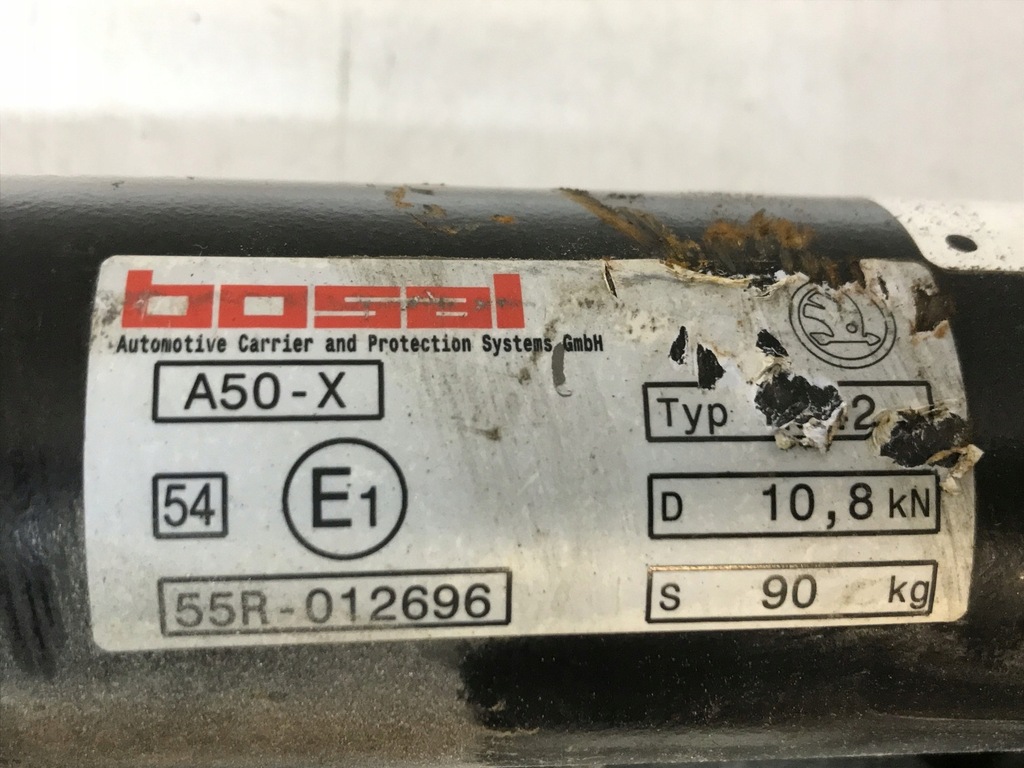 bosal
Automotive Carrier and Protection Systems GmbH
A50-X
Typ
54
E1
D 10,8 kN
55R-012696
S 90 kg